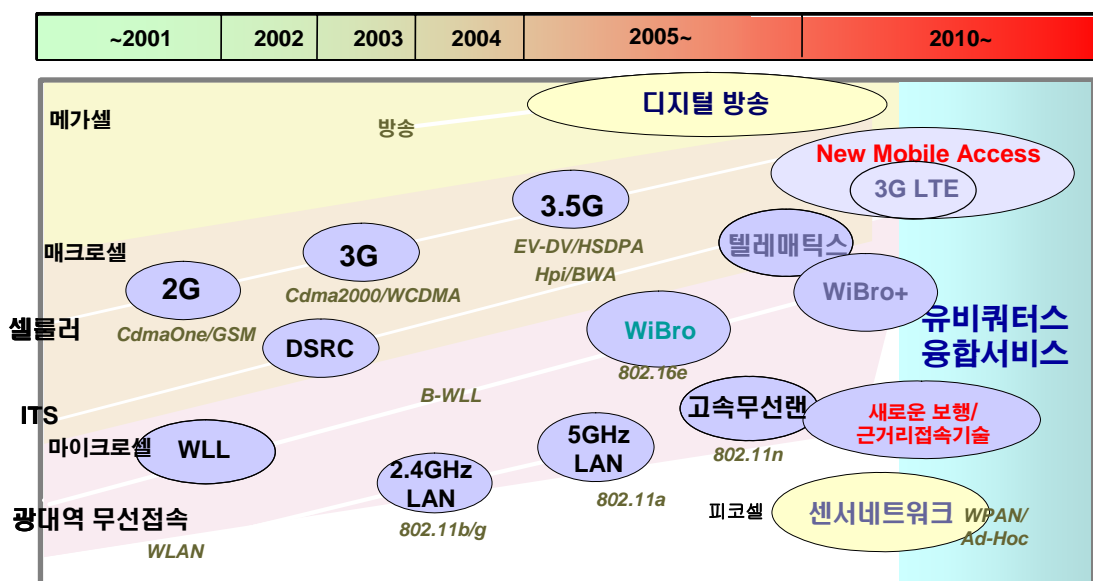 ~2001
2002
2003
2004
2005~
2010~
메가셀
방송
디지털 방송
New Mobile Access
3G LTE
3.5G
EV-DV/HSDPA
Hpi/BWA
매크로셀
3G
Cdma2000/WCDMA
텔레매틱스
2G
CdmaOne/GSM
WiBro+
셀룰러
DSRC
WiBro
802.16e
유비쿼터스
융합서비스
B-WLL
ITS
마이크로셀
WLL
고속무선랜
802.11n
새로운 보행/
근거리접속기술
5GHz
LAN
802.11a
2.4GHz
LAN
802.11b/g
광대역 무선접속
WLAN
피코셀
센서네트워크
WPAN/
Ad-Hoc